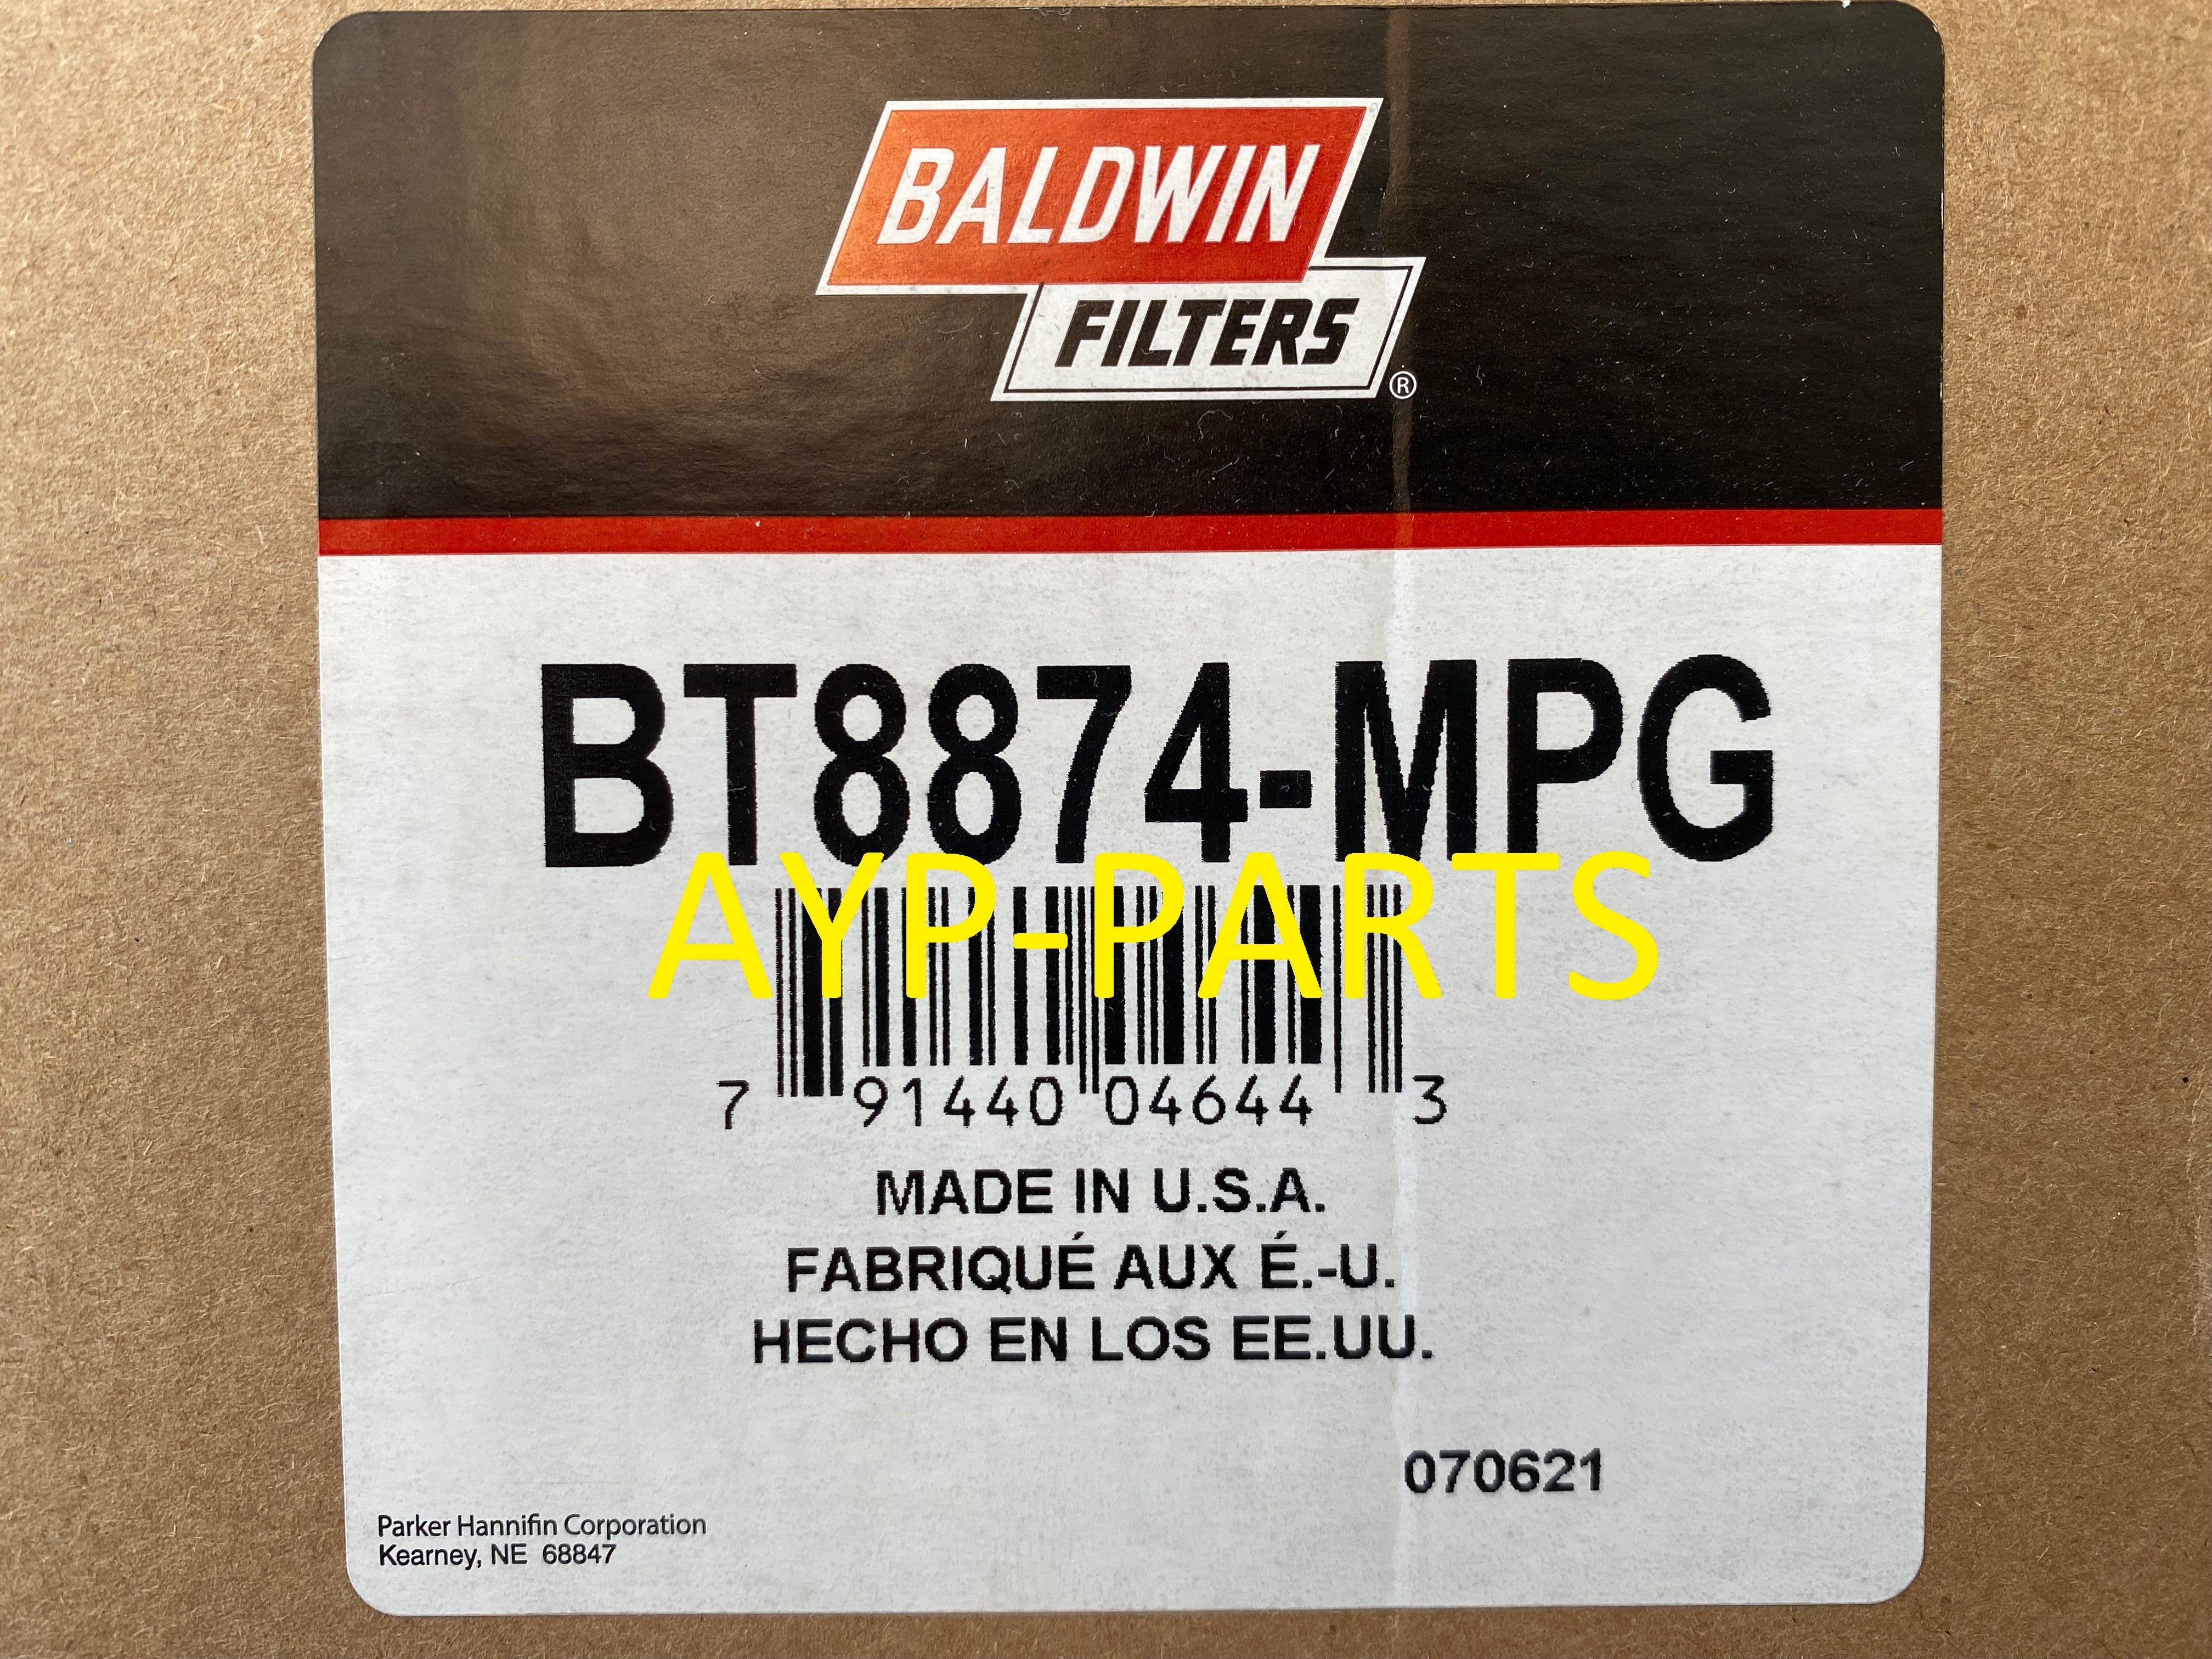 BALDWIN
FILTERS
®
BT8874-MPG
AYP-PARTS
7 91440 04644 3
MADE IN U.S.A.
FABRIQUÉ AUX É.-U.
HECHO EN LOS EE.UU.
070621
Parker Hannifin Corporation
Kearney, NE 68847